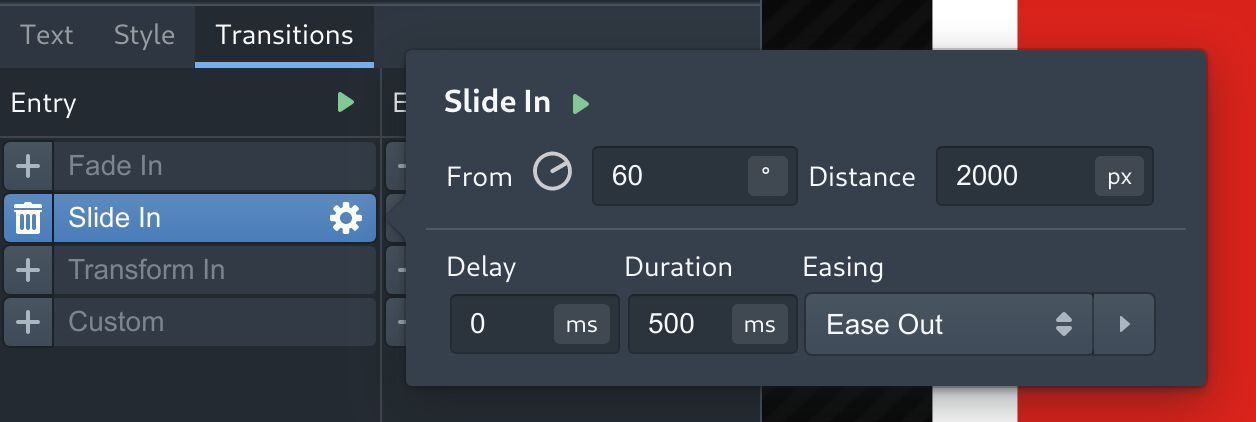 Text Style Transitions
Entry
E
Fade In
Slide In
Transform In
Custom
Slide In
From 60 ° Distance 2000 px
Delay Duration Easing
0 ms 500 ms Ease Out